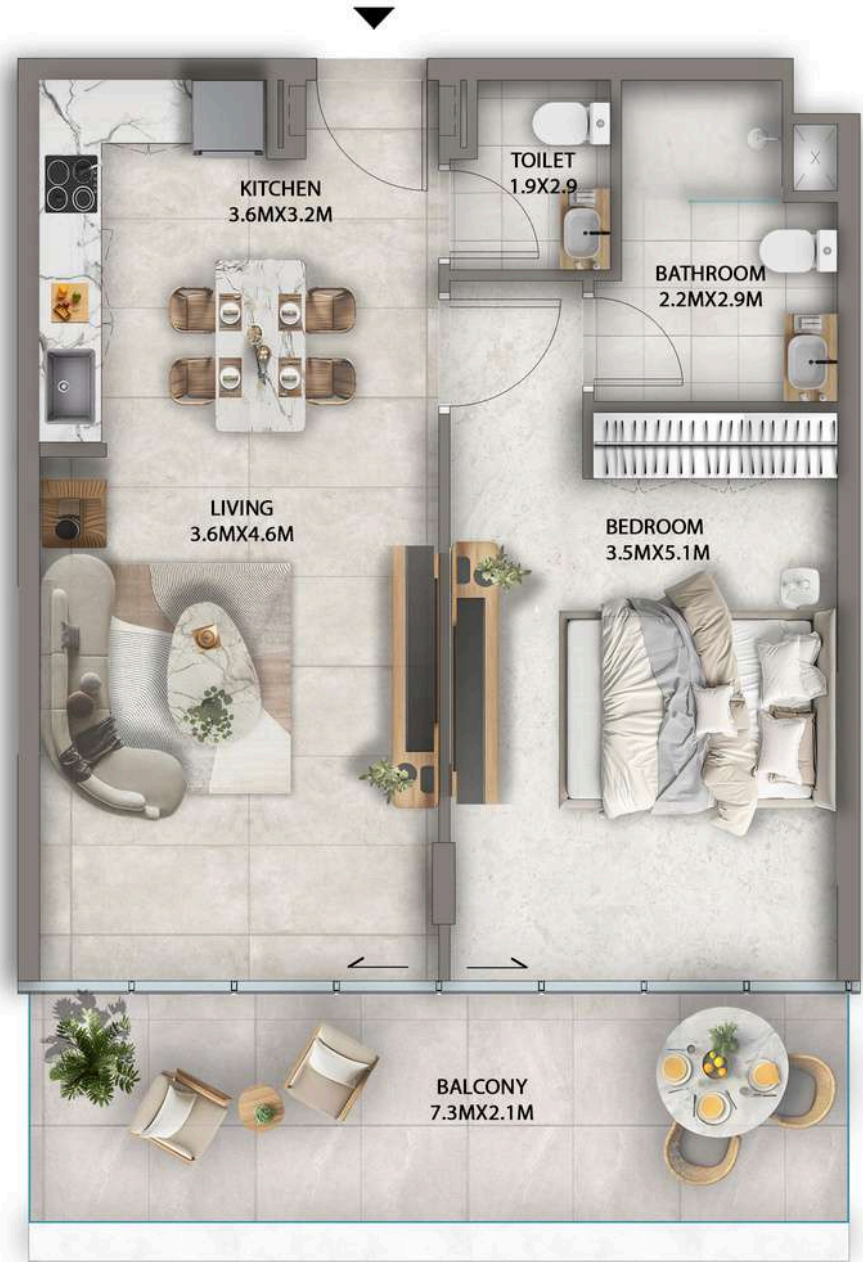 TOILET
1.9X2.9
KITCHEN
3.6MX3.2M
BATHROOM
2.2MX2.9M
LIVING
3.6MX4.6M
BEDROOM
3.5MX5.1M
BALCONY
7.3MX2.1M